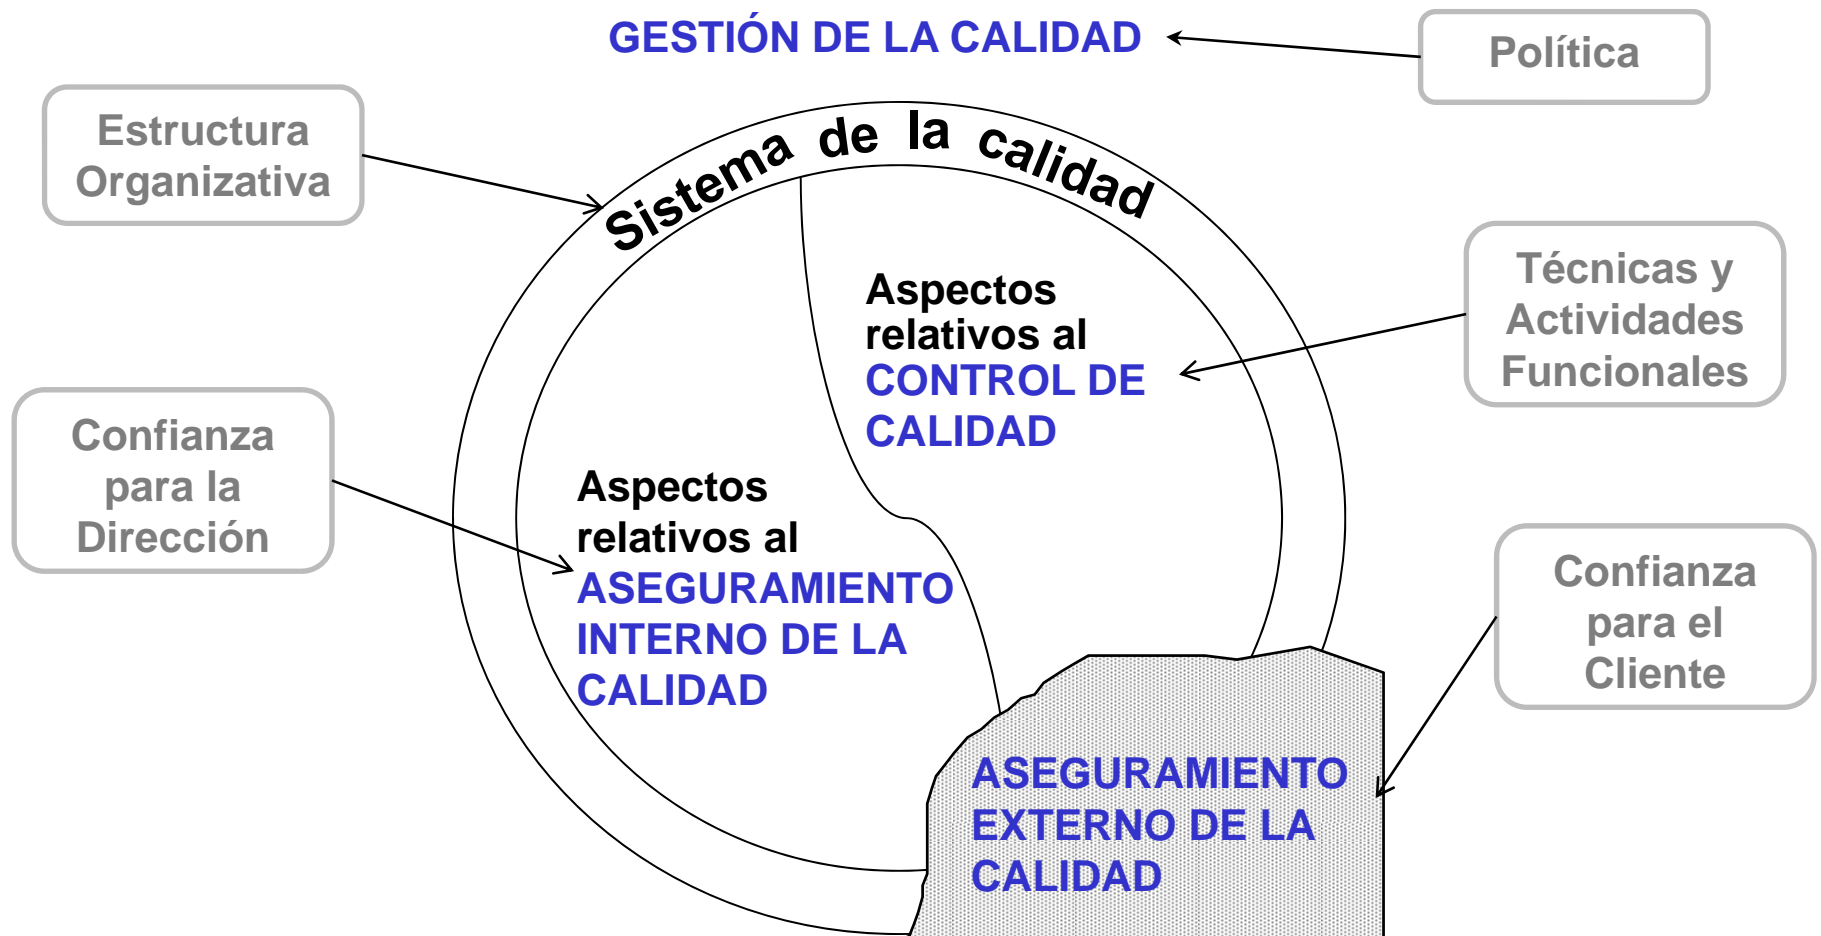 GESTIÓN DE LA CALIDAD
Política
Estructura
Organizativa
Sistema de la calidad
Aspectos
relativos al
CONTROL DE
CALIDAD
Técnicas y
Actividades
Funcionales
Confianza
para la
Dirección
Aspectos
relativos al
ASEGURAMIENTO
INTERNO DE LA
CALIDAD
Confianza
para el
Cliente
ASEGURAMIENTO
EXTERNO DE LA
CALIDAD